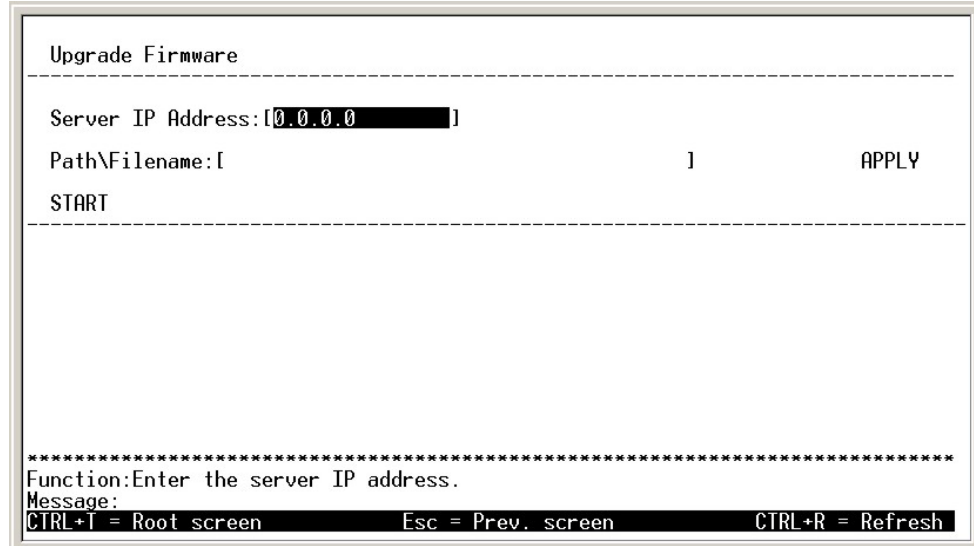 Upgrade Firmware
Server IP Address:[0.0.0.0          ]
Path\Filename:[                                        ]              APPLY
START
*******************************************************************************
Function:Enter the server IP address.
Message:
CTRL+T = Root screen            Esc = Prev. screen            CTRL+R = Refresh